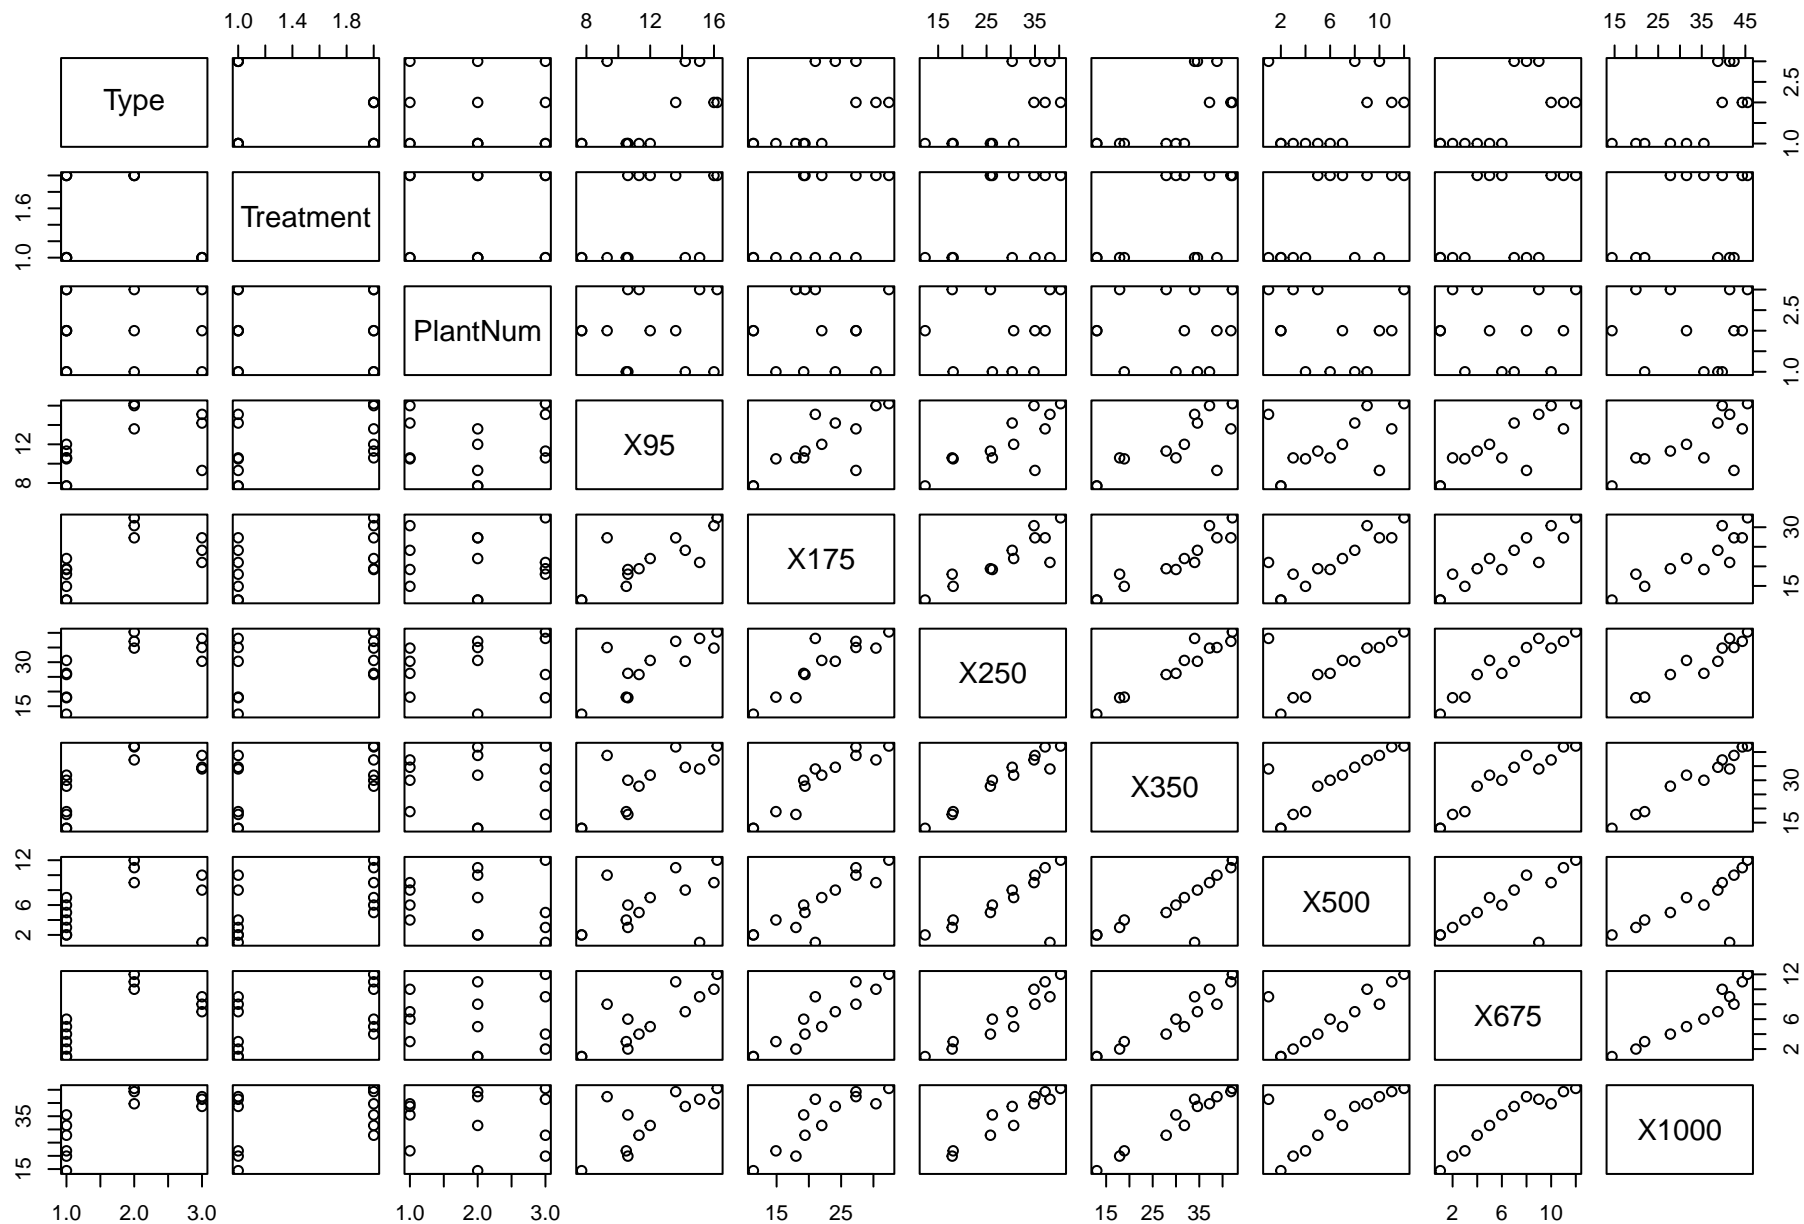 1.0 1.4 1.8 8 12 16 15 25 35 2 6 10 15 25 35 45
Type 1.0 2.5
1.0 1.6 Treatment
PlantNum 1.0 2.5
8 12 X95
X175 15 30
15 30 X250
X350 15 30
2 6 12 X500
X675 2 6 12
15 35 X1000
1.0 2.0 3.0 1.0 2.0 3.0 15 25 15 25 35 2 6 10